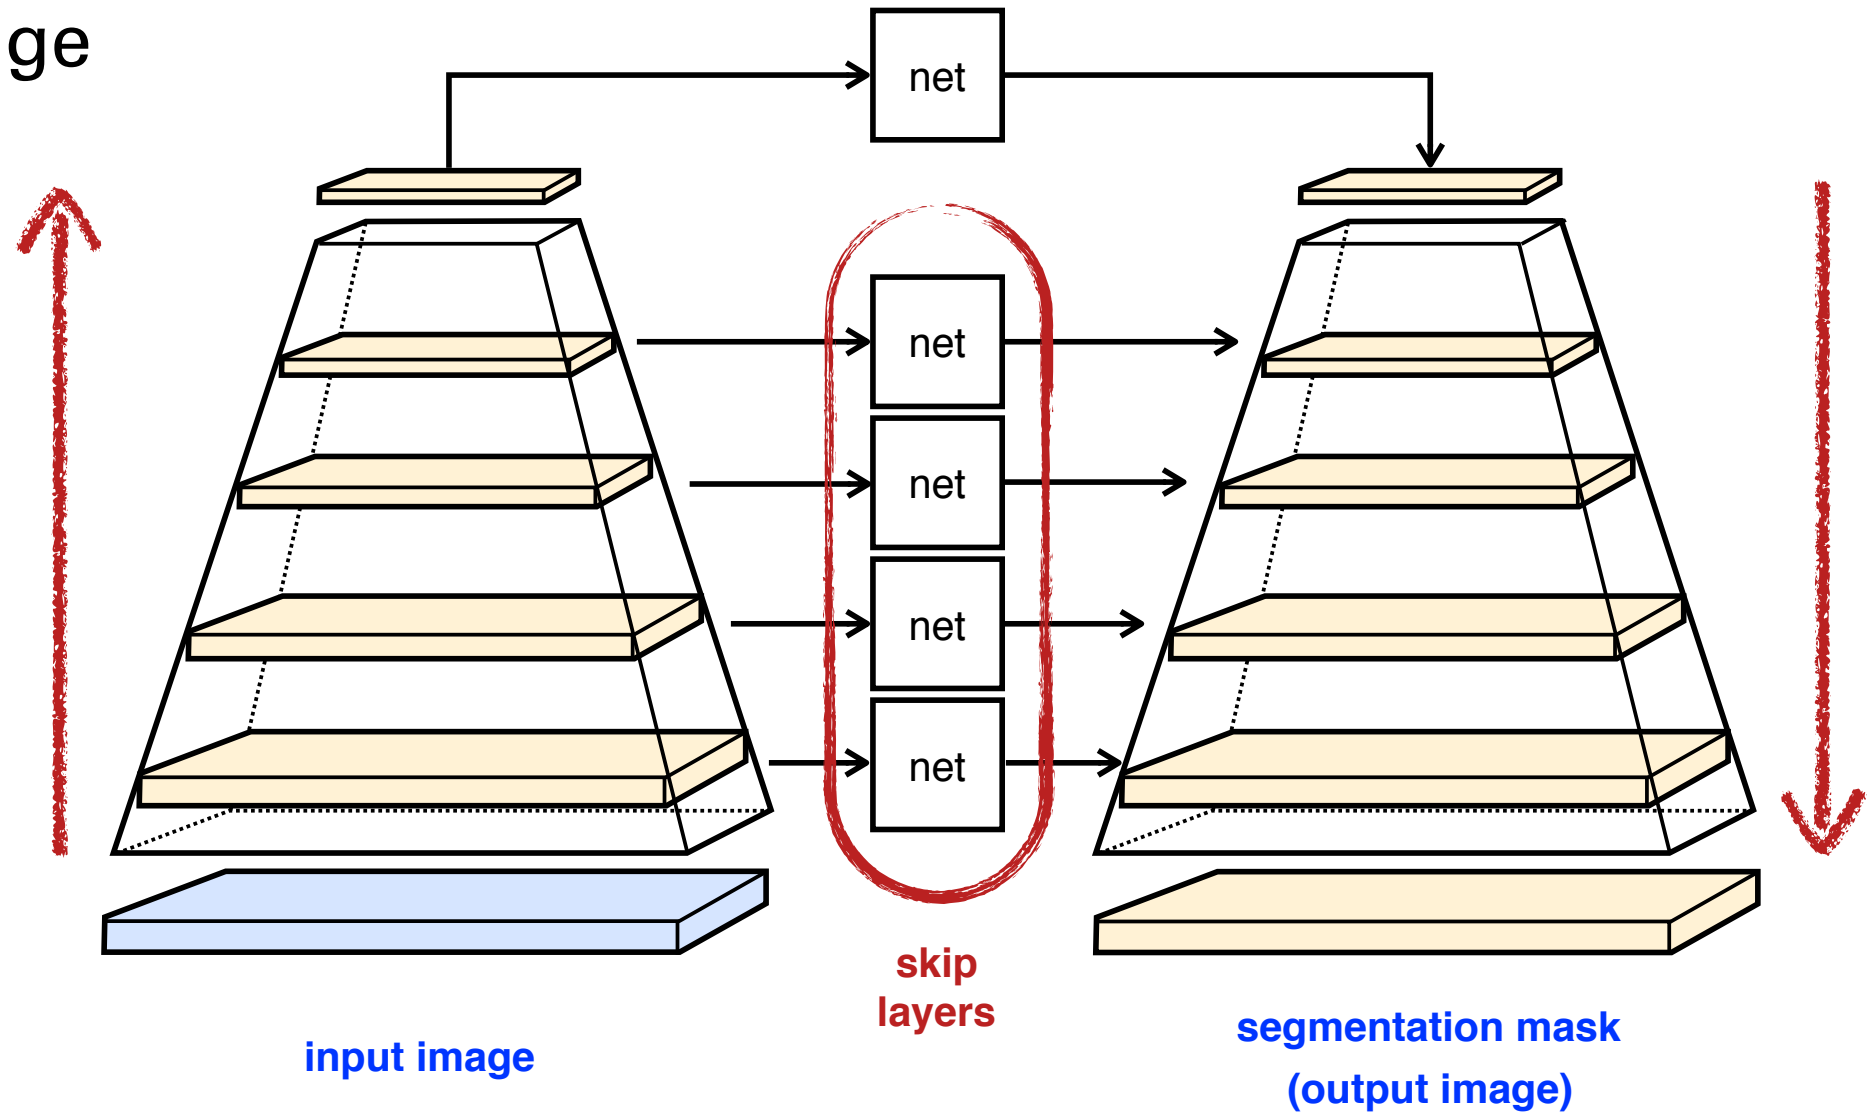 ge
net
net
net
net
net
skip
layers
input image
segmentation mask
(output image)